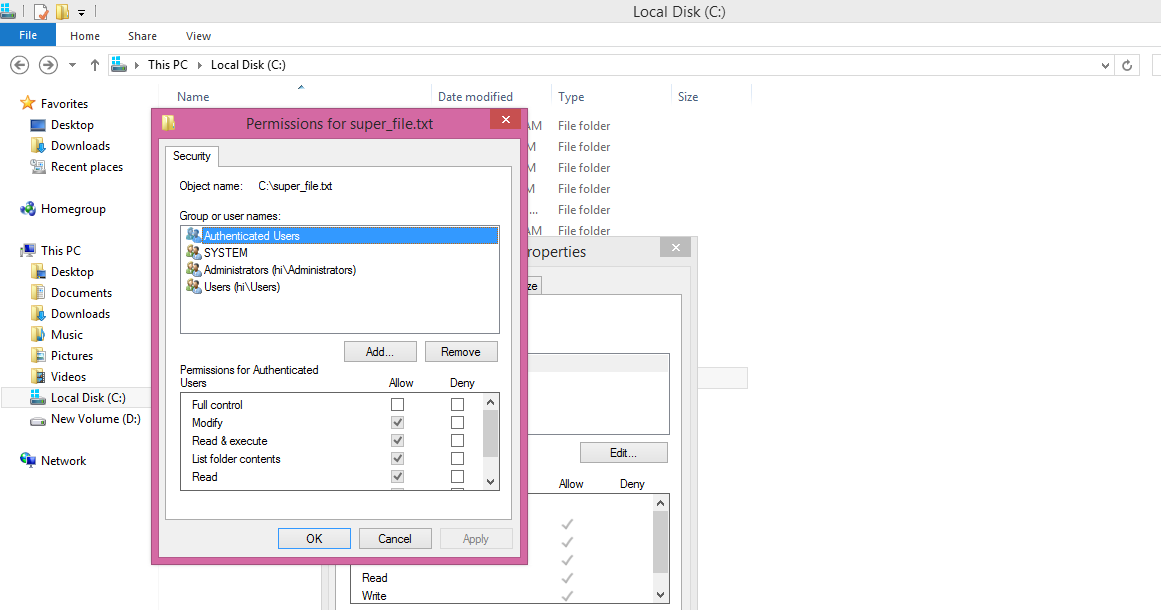 Local Disk (C:)
File Home Share View
This PC Local Disk (C:)
Name Date modified Type Size
Favorites
Desktop
Downloads
Recent places
Homegroup
This PC
Desktop
Documents
Downloads
Music
Pictures
Videos
Local Disk (C:)
New Volume (D:)
Network
AM File folder
File folder
File folder
File folder
... File folder
AM File folder
Permissions for super_file.txt
Security
Object name: C:\super_file.txt
Group or user names:
Authenticated Users
SYSTEM
Administrators (hi\Administrators)
Users (hi\Users)
Add... Remove
Permissions for Authenticated
Users Allow Deny
Full control
Modify
Read & execute
List folder contents
Read
OK Cancel Apply
Edit...
Allow Deny
Read
Write